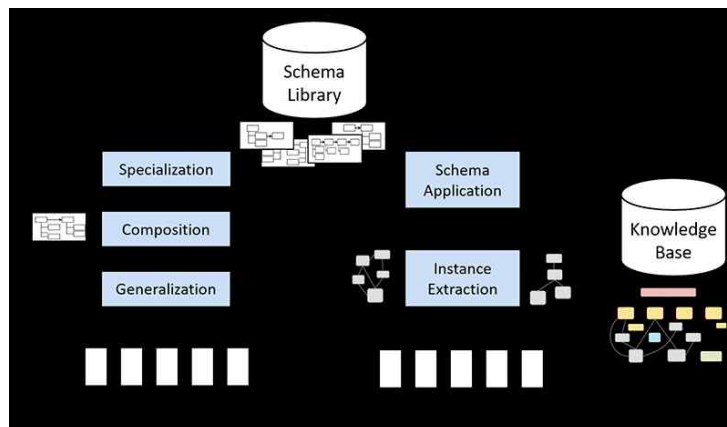 Schema
Library
Specialization
Schema
Application
Composition
Knowledge
Base
Generalization
Instance
Extraction